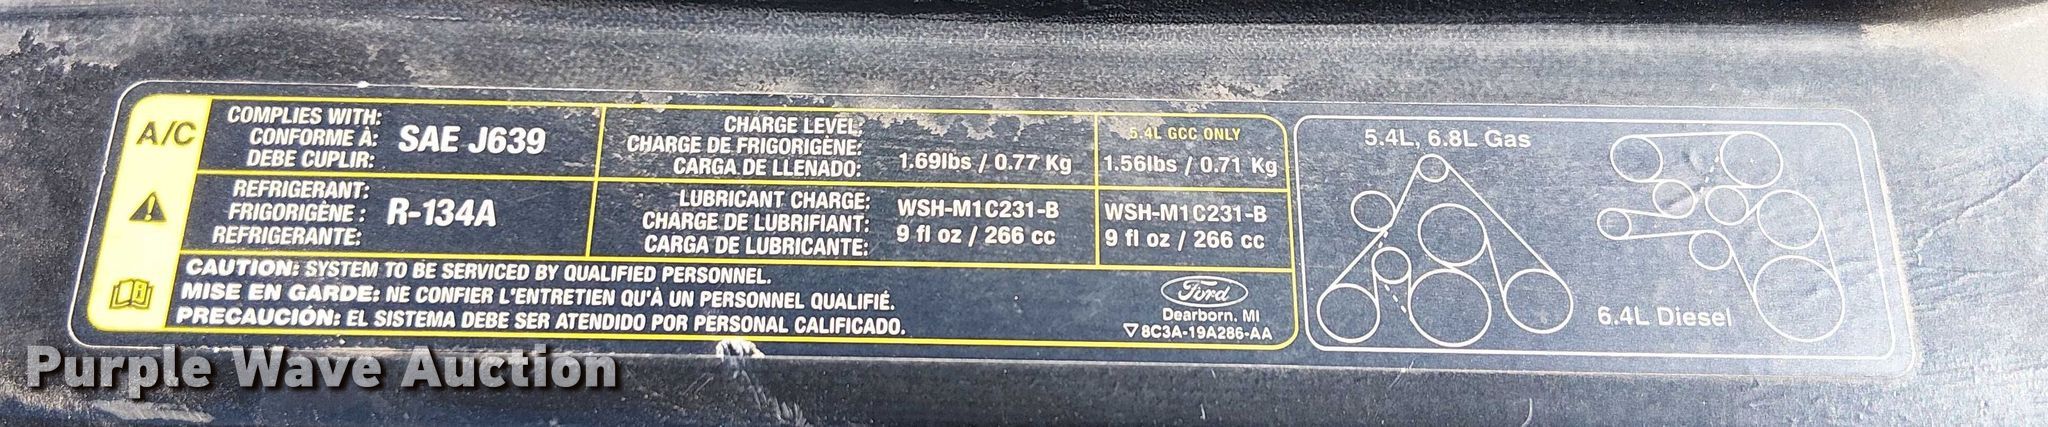 A/C
COMPLIES WITH:
CONFORME À:
DEBE CUPLIR:
SAE J639
CHARGE LEVEL:
CHARGE DE FRIGORIGÈNE:
CARGA DE LLENADO:
1.69lbs / 0.77 Kg
5.4L GCC ONLY
1.56lbs / 0.71 Kg
REFRIGERANT:
FRIGORIGÈNE :
REFRIGERANTE:
R-134A
LUBRICANT CHARGE:
CHARGE DE LUBRIFIANT:
CARGA DE LUBRICANTE:
WSH-M1C231-B
9 fl oz / 266 cc
WSH-M1C231-B
9 fl oz / 266 cc
CAUTION: SYSTEM TO BE SERVICED BY QUALIFIED PERSONNEL.
MISE EN GARDE: NE CONFIER L'ENTRETIEN QU'À UN PERSONNEL QUALIFIÉ.
PRECAUCIÓN: EL SISTEMA DEBE SER ATENDIDO POR PERSONAL CALIFICADO.
Ford
Dearborn, MI
8C3A-19A286-AA
5.4L, 6.8L Gas
6.4L Diesel
Purple Wave Auction